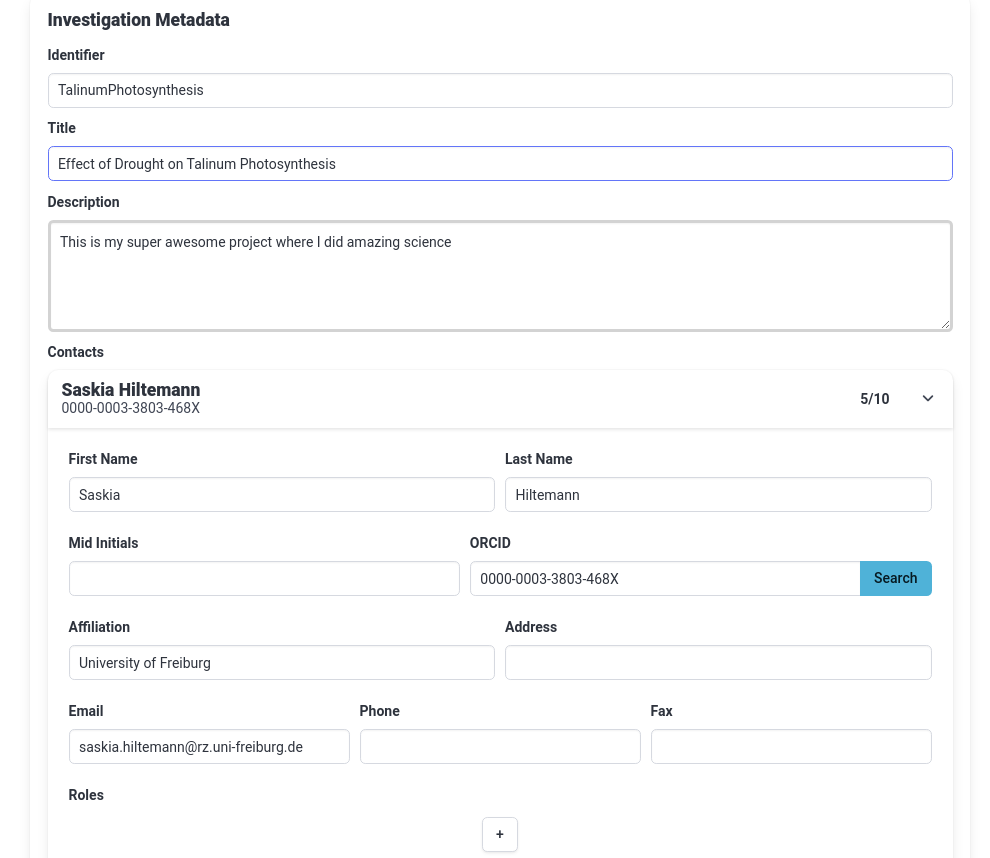 Investigation Metadata
Identifier
TalinumPhotosynthesis
Title
Effect of Drought on Talinum Photosynthesis
Description
This is my super awesome project where I did amazing science
Contacts
Saskia Hiltemann
0000-0003-3803-468X
5/10
First Name
Last Name
Saskia
Hiltemann
Mid Initials
ORCID
0000-0003-3803-468X
Search
Affiliation
Address
University of Freiburg
Email
Phone
Fax
saskia.hiltemann@rz.uni-freiburg.de
Roles
+